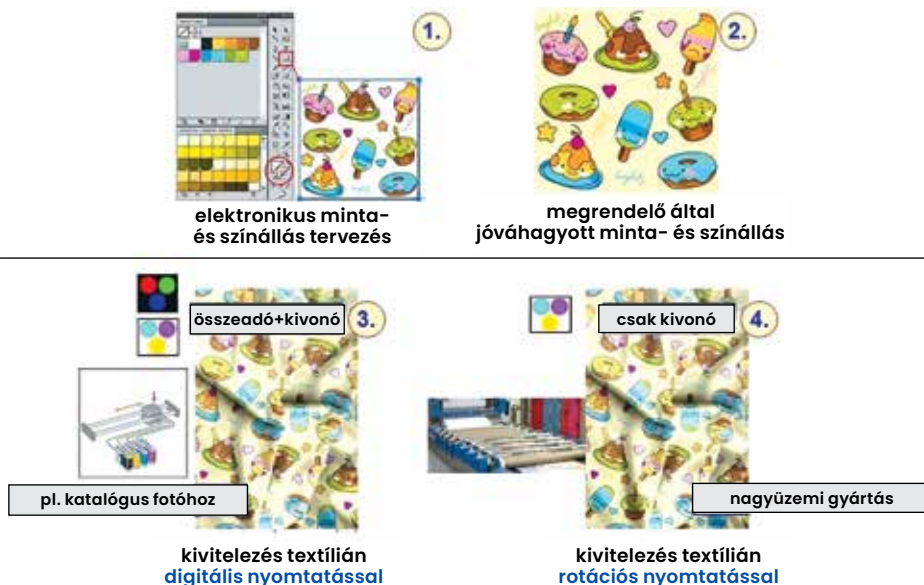 1.
elektronikus minta-
és színállás tervezés
2.
megrendelő által
jóváhagyott minta- és színállás
összeadó+kivonó
3.
pl. katalógus fotóhoz
kivitelezés textílián
digitális nyomtatással
csak kivonó
4.
nagyüzemi gyártás
kivitelezés textílián
rotációs nyomtatással